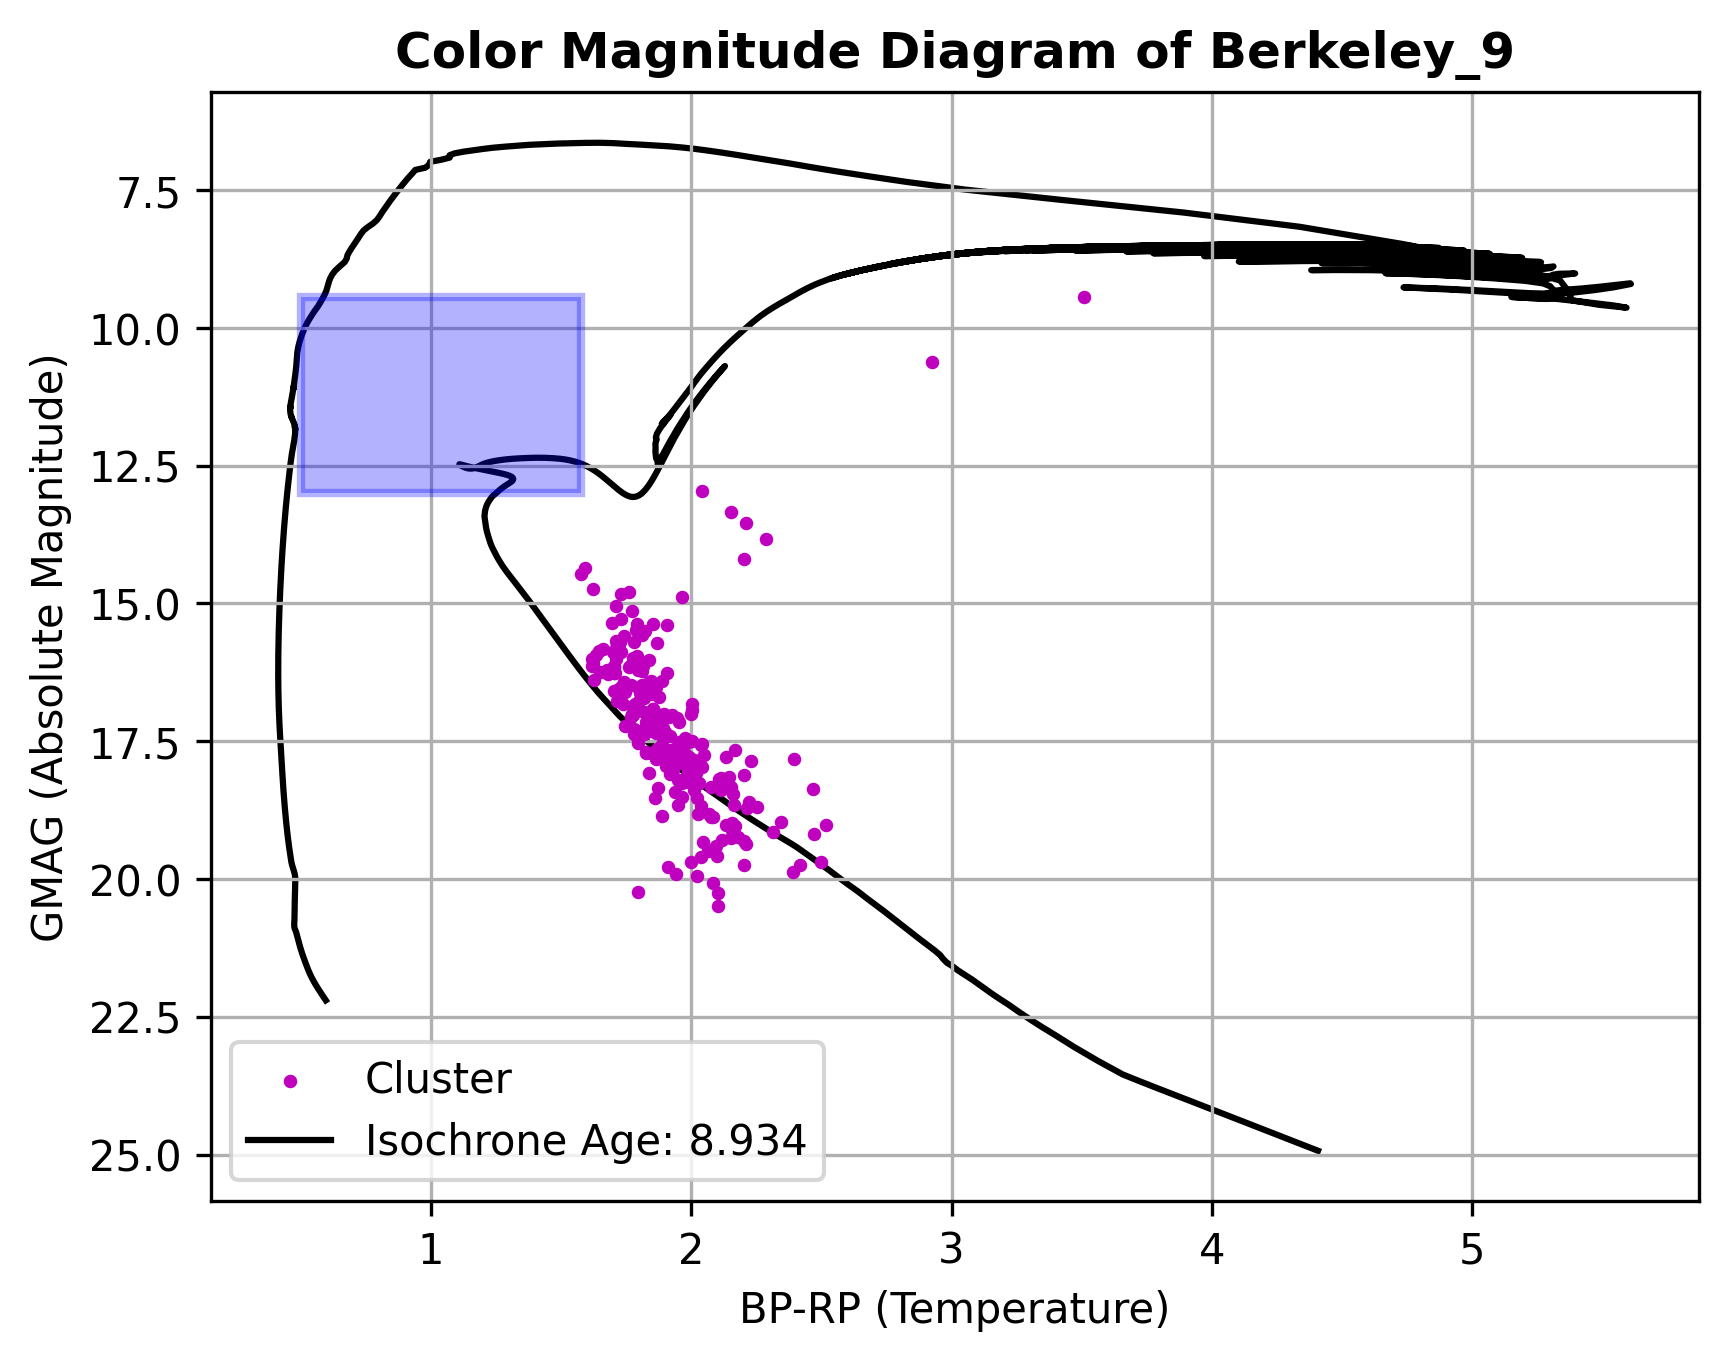 Color Magnitude Diagram of Berkeley_9
GMAG (Absolute Magnitude)
7.5
10.0
12.5
15.0
17.5
20.0
22.5
25.0
Cluster
Isochrone Age: 8.934
1 2 3 4 5
BP-RP (Temperature)